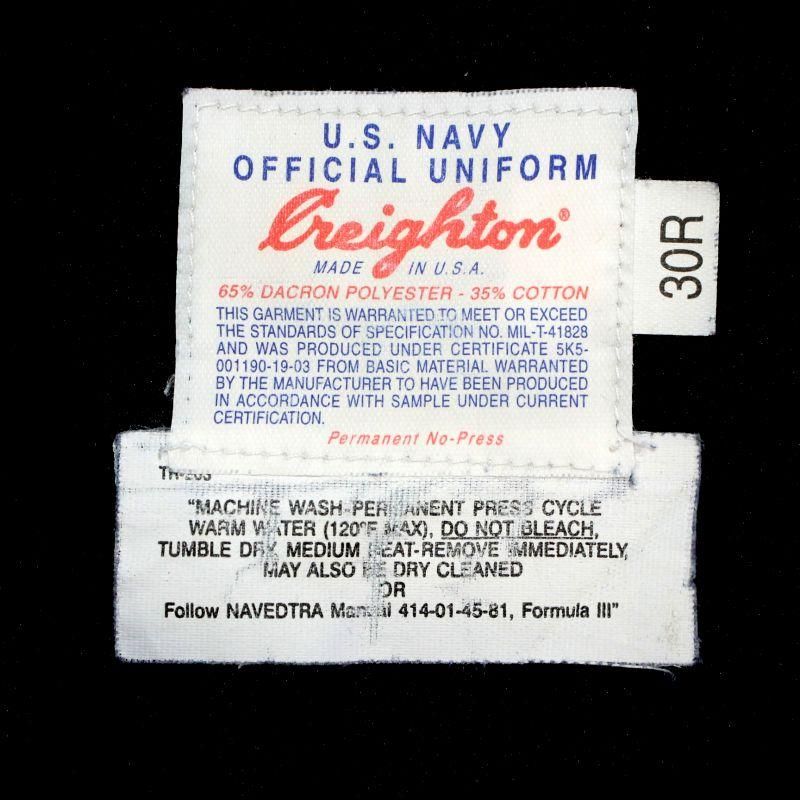 U.S. NAVY
OFFICIAL UNIFORM
Creighton®
MADE IN U.S.A.
65% DACRON POLYESTER - 35% COTTON
THIS GARMENT IS WARRANTED TO MEET OR EXCEED
THE STANDARDS OF SPECIFICATION NO. MIL-T-41828
AND WAS PRODUCED UNDER CERTIFICATE 5K5-
001190-19-03 FROM BASIC MATERIAL WARRANTED
BY THE MANUFACTURER TO HAVE BEEN PRODUCED
IN ACCORDANCE WITH SAMPLE UNDER CURRENT
CERTIFICATION.
Permanent No-Press
30R
"MACHINE WASH-PERMANENT PRESS CYCLE
WARM WATER (120°F MAX), DO NOT BLEACH,
TUMBLE DRY MEDIUM HEAT-REMOVE IMMEDIATELY,
MAY ALSO BE DRY CLEANED
OR
Follow NAVEDTRA Manual 414-01-45-81, Formula III"